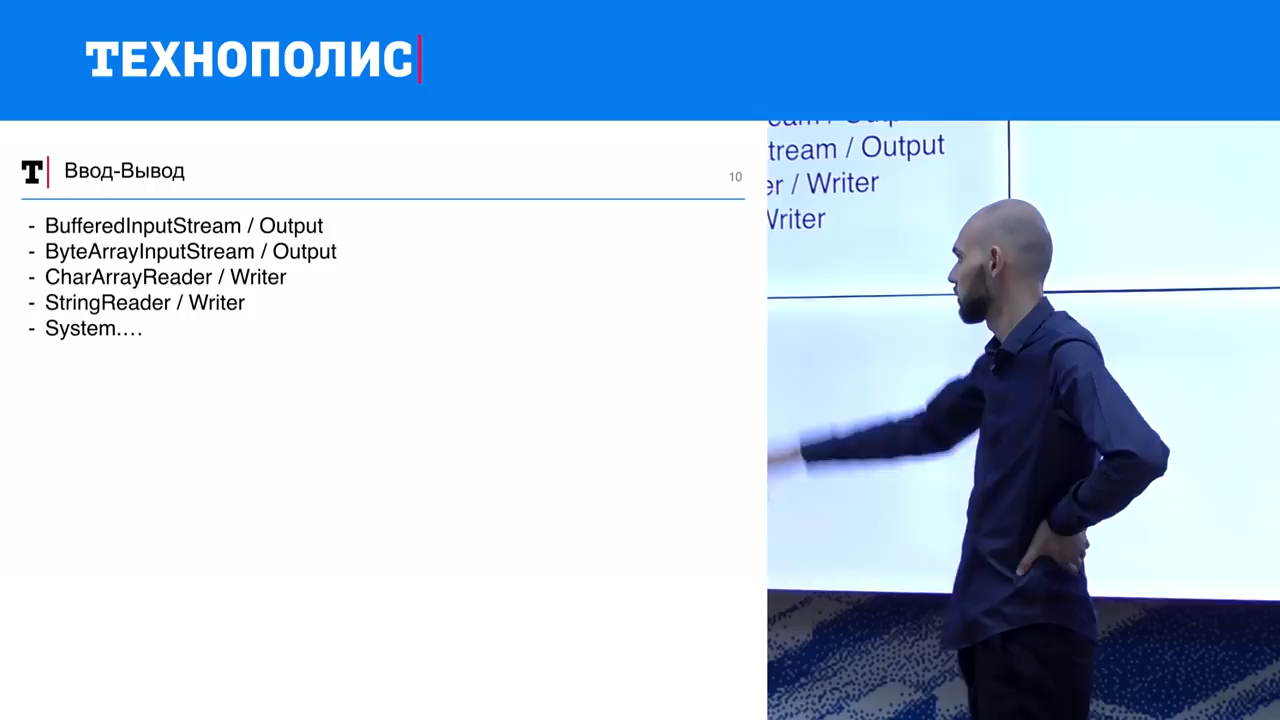 ТЕХНОПОЛИС
Т Ввод-Вывод
10
- BufferedInputStream / Output
- ByteArrayInputStream / Output
- CharArrayReader / Writer
- StringReader / Writer
- System....
tream / Output
er / Writer
Writer